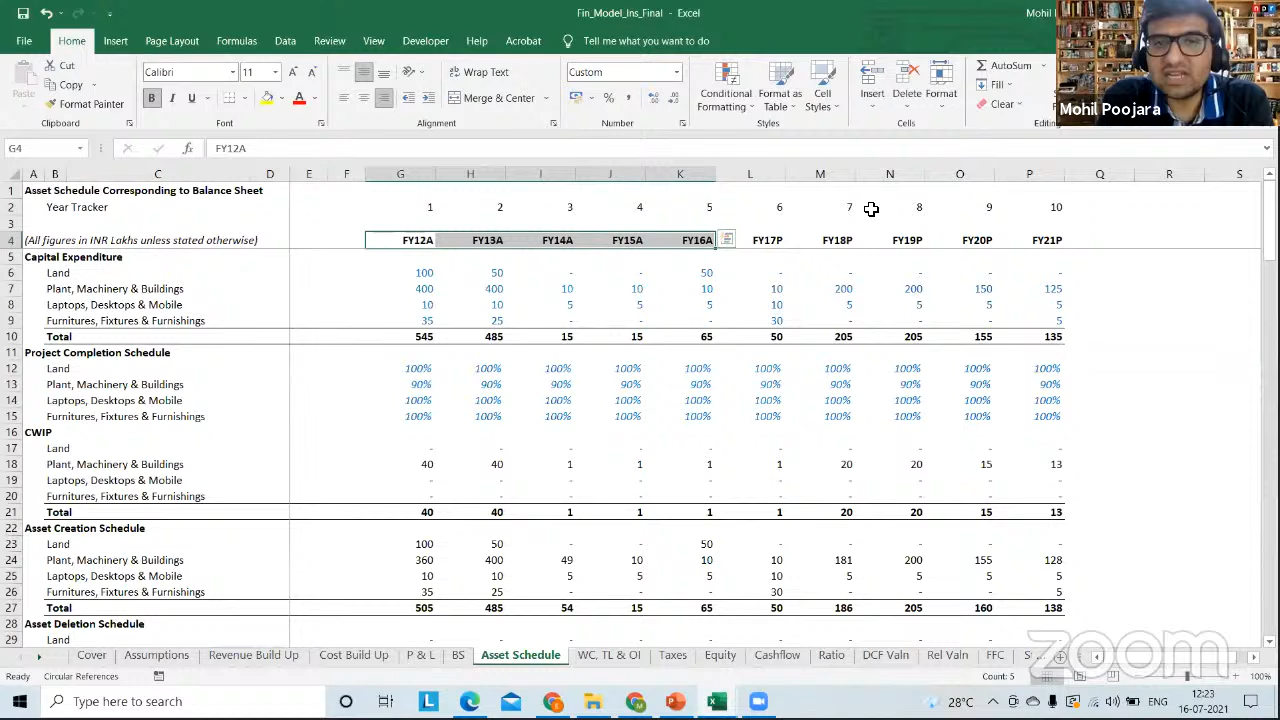 Fin_Model_Ins_Final - Excel
Mohil
File Home Insert Page Layout Formulas Data Review View Developer Help Acrobat Tell me what you want to do
Cut
Copy
Format Painter
Paste
Clipboard
Calibri 11
B I U
Font
Wrap Text
Merge & Center
Alignment
Custom
% ,
Number
Conditional Formatting
Format as Table
Cell Styles
Styles
Insert Delete Format
Cells
AutoSum
Fill
Clear
Editing
Mohil Poojara
G4 fx FY12A
A B C D E F G H I J K L M N O P Q R S
1 Asset Schedule Corresponding to Balance Sheet
2 Year Tracker 1 2 3 4 5 6 7 8 9 10
3
4 (All figures in INR Lakhs unless stated otherwise) FY12A FY13A FY14A FY15A FY16A FY17P FY18P FY19P FY20P FY21P
5 Capital Expenditure
6 Land 100 50 - - 50 - - - - -
7 Plant, Machinery & Buildings 400 400 10 10 10 10 200 200 150 125
8 Laptops, Desktops & Mobile 10 10 5 5 5 10 5 5 5 5
9 Furnitures, Fixtures & Furnishings 35 25 - - - 30 - - - 5
10 Total 545 485 15 15 65 50 205 205 155 135
11 Project Completion Schedule
12 Land 100% 100% 100% 100% 100% 100% 100% 100% 100% 100%
13 Plant, Machinery & Buildings 90% 90% 90% 90% 90% 90% 90% 90% 90% 90%
14 Laptops, Desktops & Mobile 100% 100% 100% 100% 100% 100% 100% 100% 100% 100%
15 Furnitures, Fixtures & Furnishings 100% 100% 100% 100% 100% 100% 100% 100% 100% 100%
16 CWIP
17 Land - - - - - - - - - -
18 Plant, Machinery & Buildings 40 40 1 1 1 1 20 20 15 13
19 Laptops, Desktops & Mobile - - - - - - - - - -
20 Furnitures, Fixtures & Furnishings - - - - - - - - - -
21 Total 40 40 1 1 1 1 20 20 15 13
22 Asset Creation Schedule
23 Land 100 50 - - 50 - - - - -
24 Plant, Machinery & Buildings 360 400 49 10 10 10 181 200 155 128
25 Laptops, Desktops & Mobile 10 10 5 5 5 10 5 5 5 5
26 Furnitures, Fixtures & Furnishings 35 25 - - - 30 - - - 5
27 Total 505 485 54 15 65 50 186 205 160 138
28 Asset Deletion Schedule
29 Land - - - - - - - - - -
Cover Assumptions Revenue Build Up Cost Build Up P & L BS Asset Schedule WC, TL & OI Taxes Equity Cashflow Ratio DCF Valn Rel Valn FFC
zoom
Ready Circular References Count: 5 100%
Type here to search
28°C ENG 12:23
16-07-2021